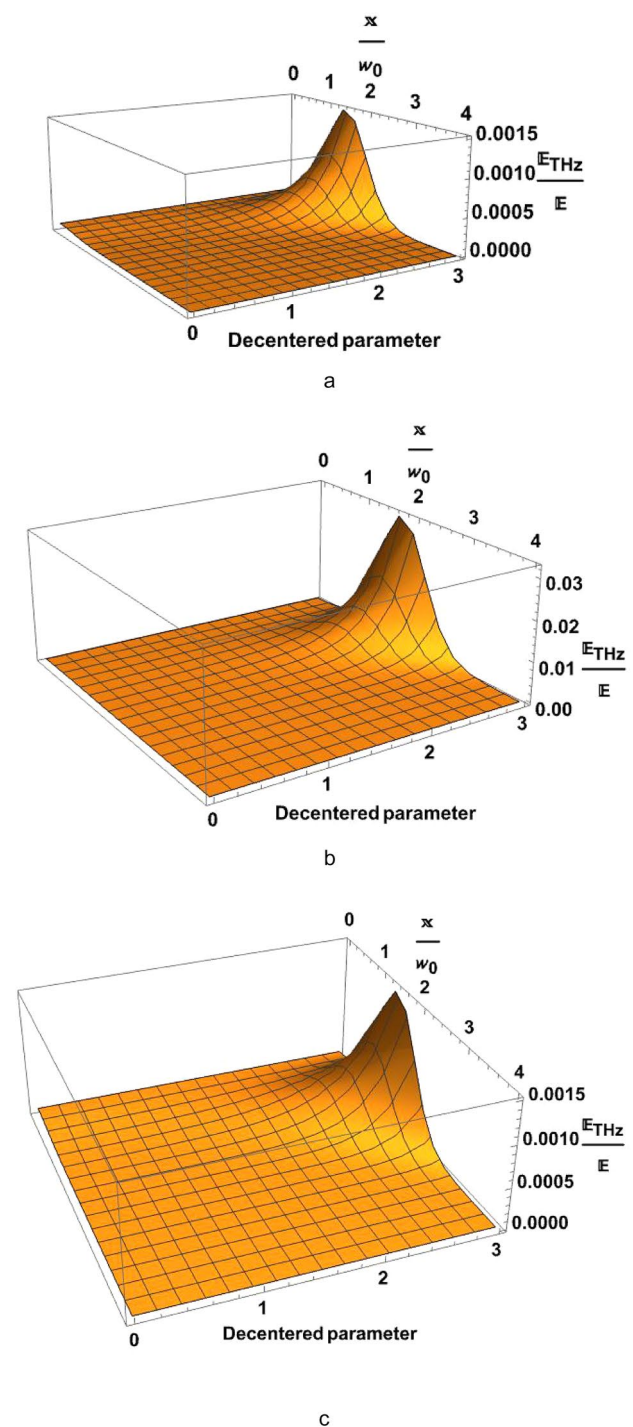 𝕩
w0
0 1 2 3 4
0.0015
0.0010 𝔼THz
𝔼
0.0005
0.0000
0 1 2 3
Decentered parameter
a
𝕩
w0
0 1 2 3 4
0.03
0.02
𝔼THz
0.01
𝔼
0.00
0 1 2 3
Decentered parameter
b
𝕩
w0
0 1 2 3 4
0.0015
0.0010 𝔼THz
𝔼
0.0005
0.0000
0 1 2 3
Decentered parameter
c